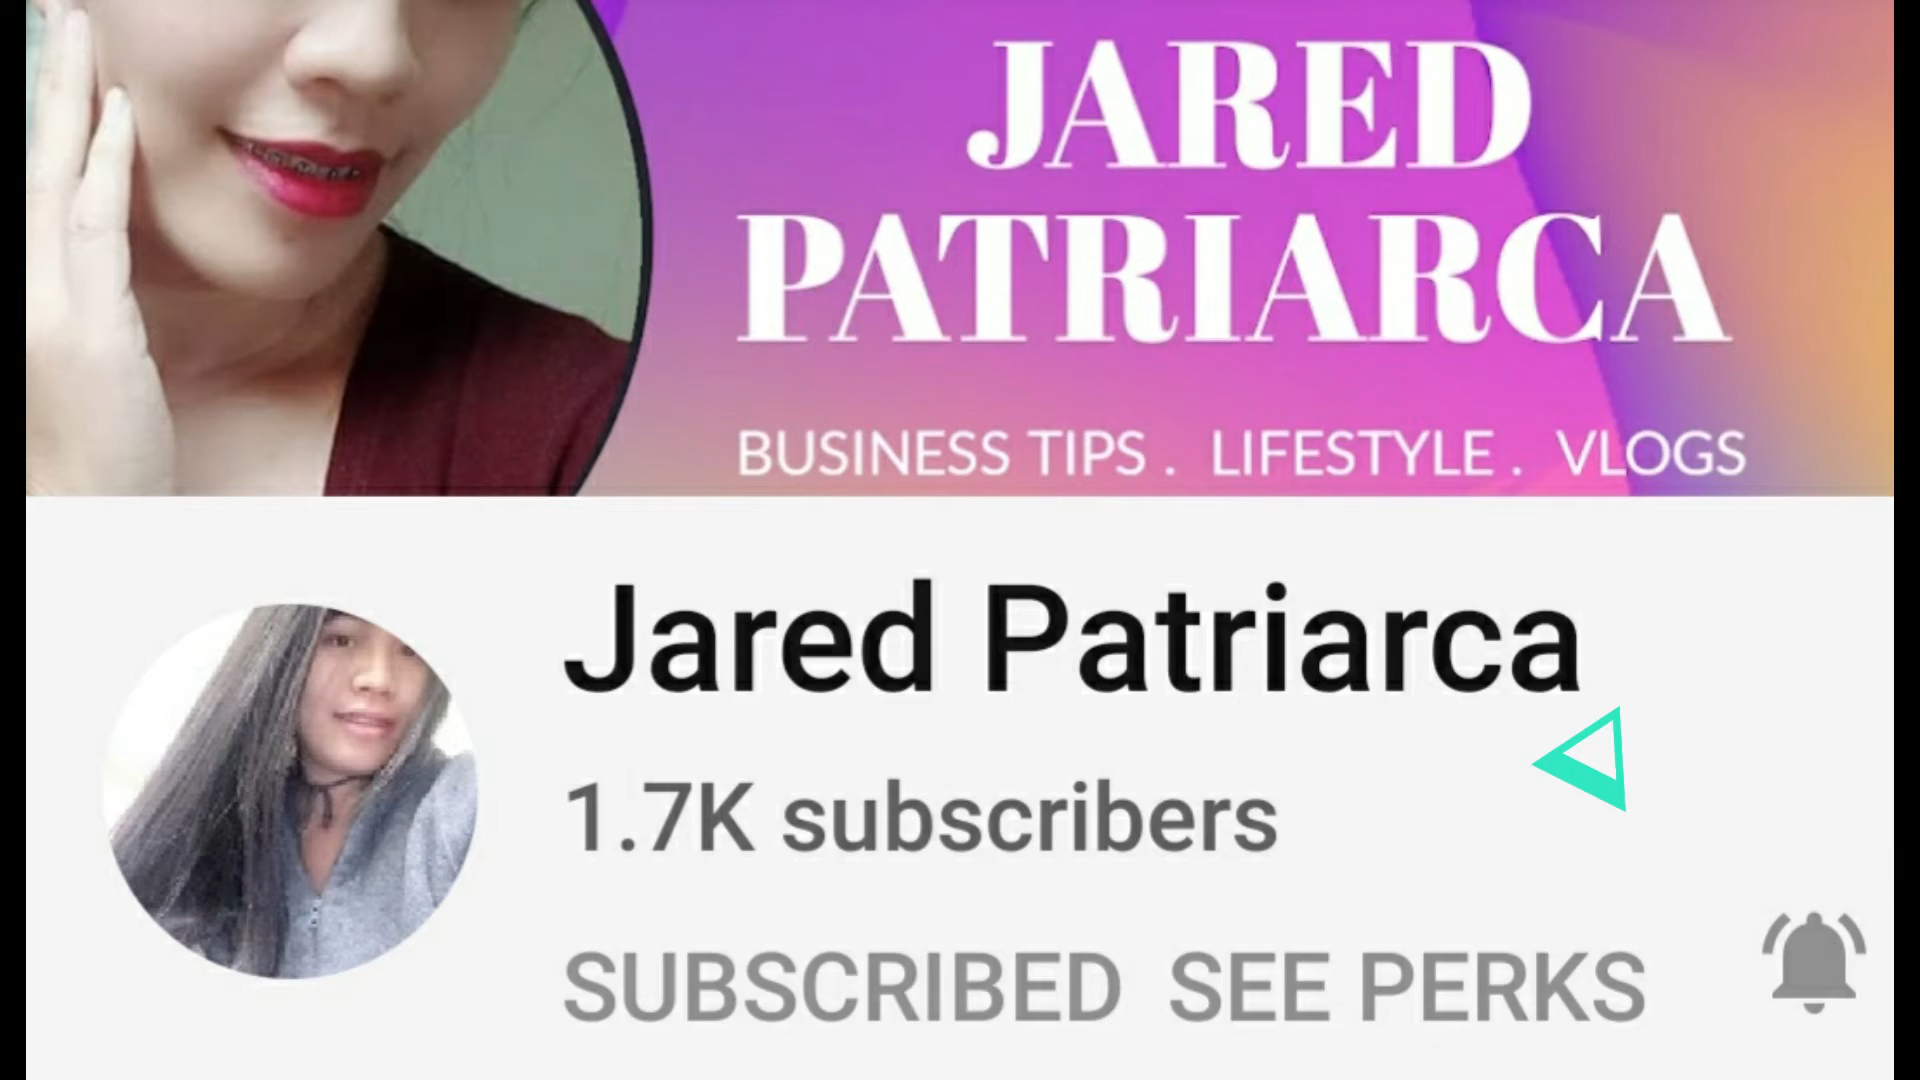 JARED
PATRIARCA
BUSINESS TIPS . LIFESTYLE . VLOGS
Jared Patriarca
1.7K subscribers
SUBSCRIBED SEE PERKS